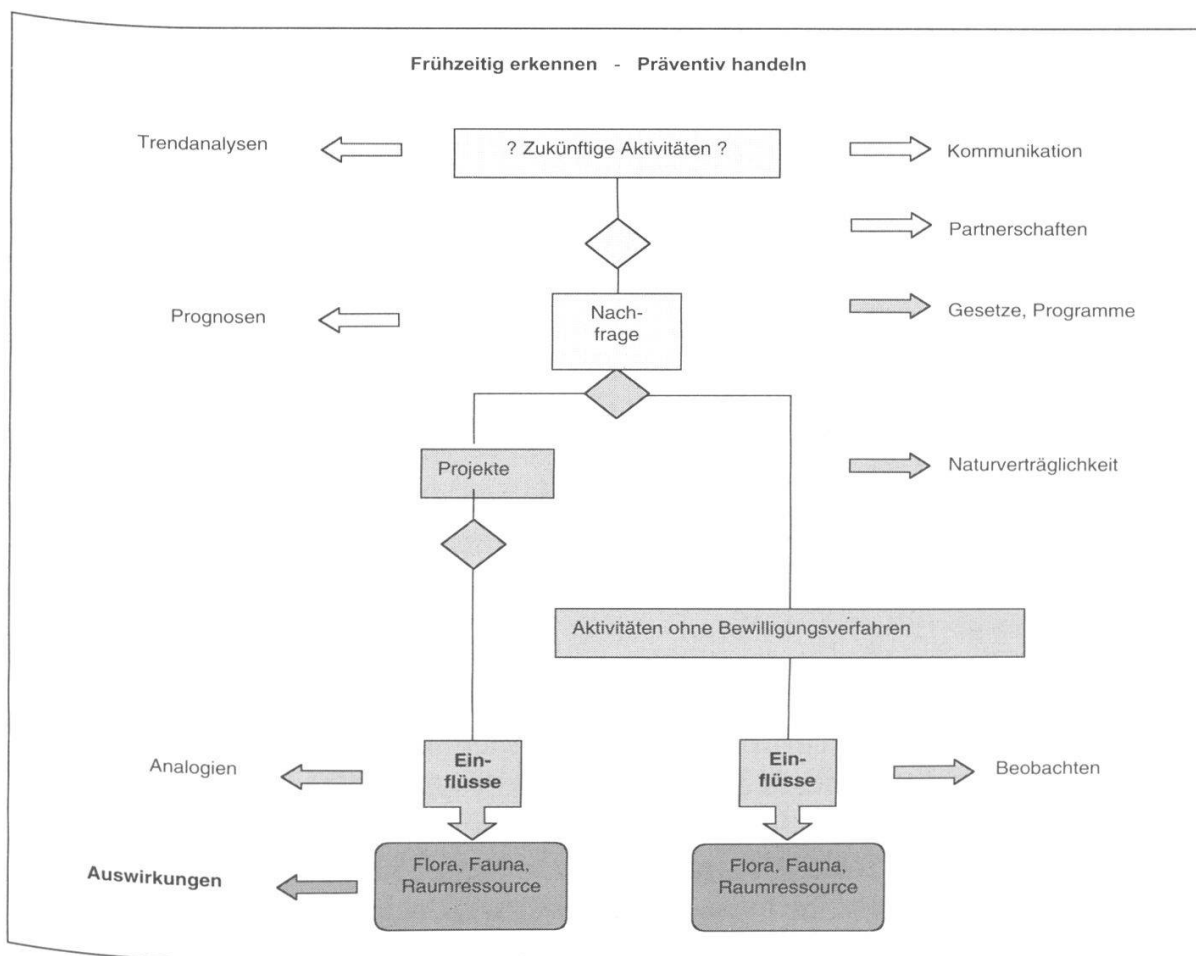 Frühzeitig erkennen - Präventiv handeln
Trendanalysen
? Zukünftige Aktivitäten ?
Kommunikation
Partnerschaften
Prognosen
Nach-
frage
Gesetze, Programme
Projekte
Naturverträglichkeit
Aktivitäten ohne Bewilligungsverfahren
Analogien
Ein-
flüsse
Ein-
flüsse
Beobachten
Auswirkungen
Flora, Fauna,
Raumressource
Flora, Fauna,
Raumressource